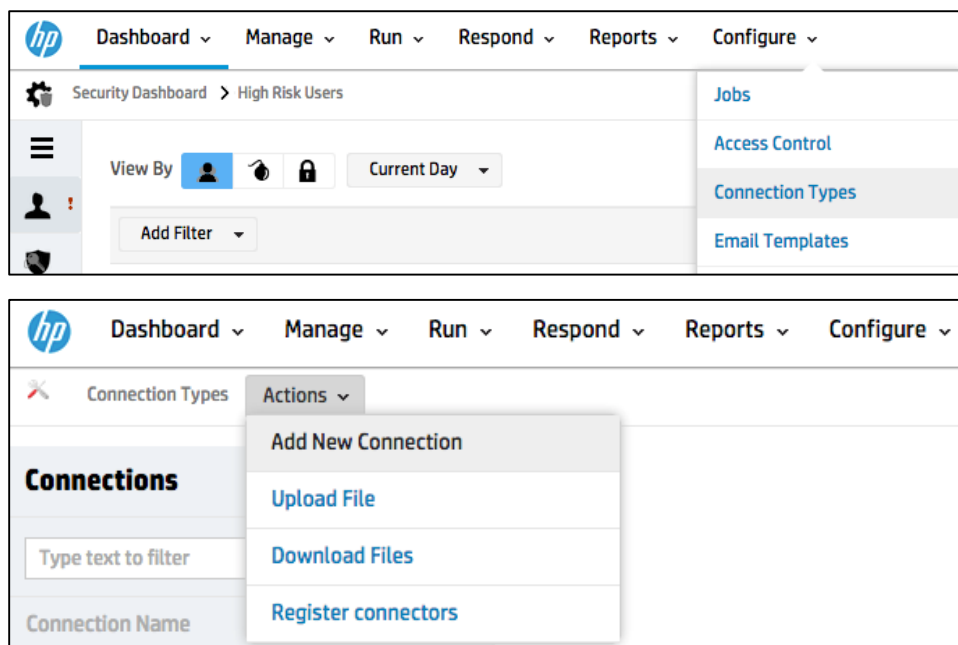 hp Dashboard Manage Run Respond Reports Configure
Security Dashboard > High Risk Users
Jobs
Access Control
View By Current Day
Connection Types
Add Filter
Email Templates
hp Dashboard Manage Run Respond Reports Configure
Connection Types Actions
Add New Connection
Connections
Upload File
Type text to filter
Download Files
Register connectors
Connection Name